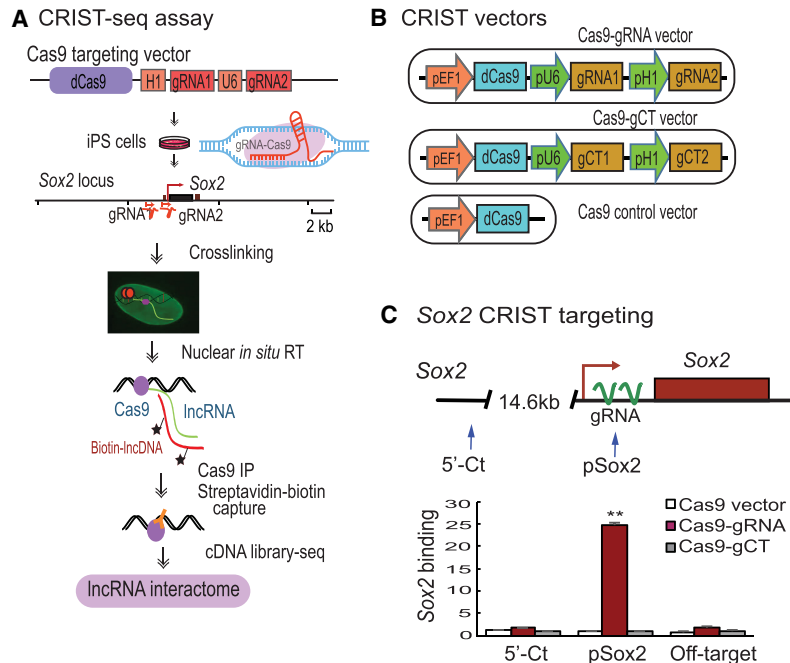 A CRIST-seq assay
Cas9 targeting vector
dCas9 H1 gRNA1 U6 gRNA2
iPS cells
gRNA-Cas9
Sox2 locus
Sox2
gRNA1
gRNA2
2 kb
Crosslinking
Nuclear in situ RT
Cas9
lncRNA
Biotin-lncDNA
Cas9 IP
Streptavidin-biotin
capture
cDNA library-seq
lncRNA interactome
B CRIST vectors
Cas9-gRNA vector
pEF1 dCas9 pU6 gRNA1 pH1 gRNA2
Cas9-gCT vector
pEF1 dCas9 pU6 gCT1 pH1 gCT2
pEF1 dCas9
Cas9 control vector
C Sox2 CRIST targeting
Sox2
14.6kb
gRNA
Sox2
5'-Ct
pSox2
Sox2 binding
30
25
20
15
10
5
0
**
Cas9 vector
Cas9-gRNA
Cas9-gCT
5'-Ct pSox2 Off-target